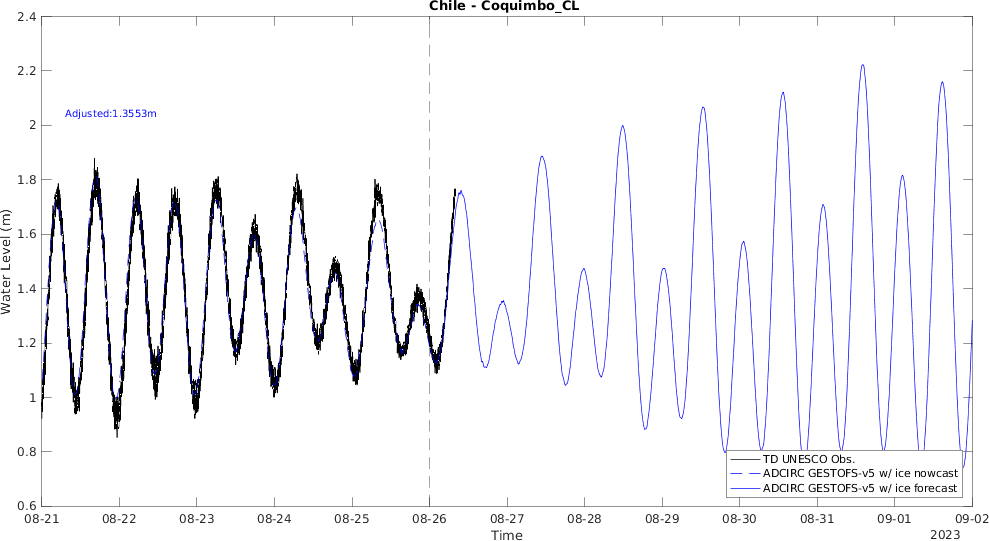 Chile - Coquimbo_CL
2.4
2.2
2
1.8
1.6
1.4
1.2
1
0.8
0.6
Water Level (m)
Adjusted:1.3553m
TD UNESCO Obs.
ADCIRC GESTOFS-v5 w/ ice nowcast
ADCIRC GESTOFS-v5 w/ ice forecast
08-21 08-22 08-23 08-24 08-25 08-26 08-27 08-28 08-29 08-30 08-31 09-01 09-02
Time
2023